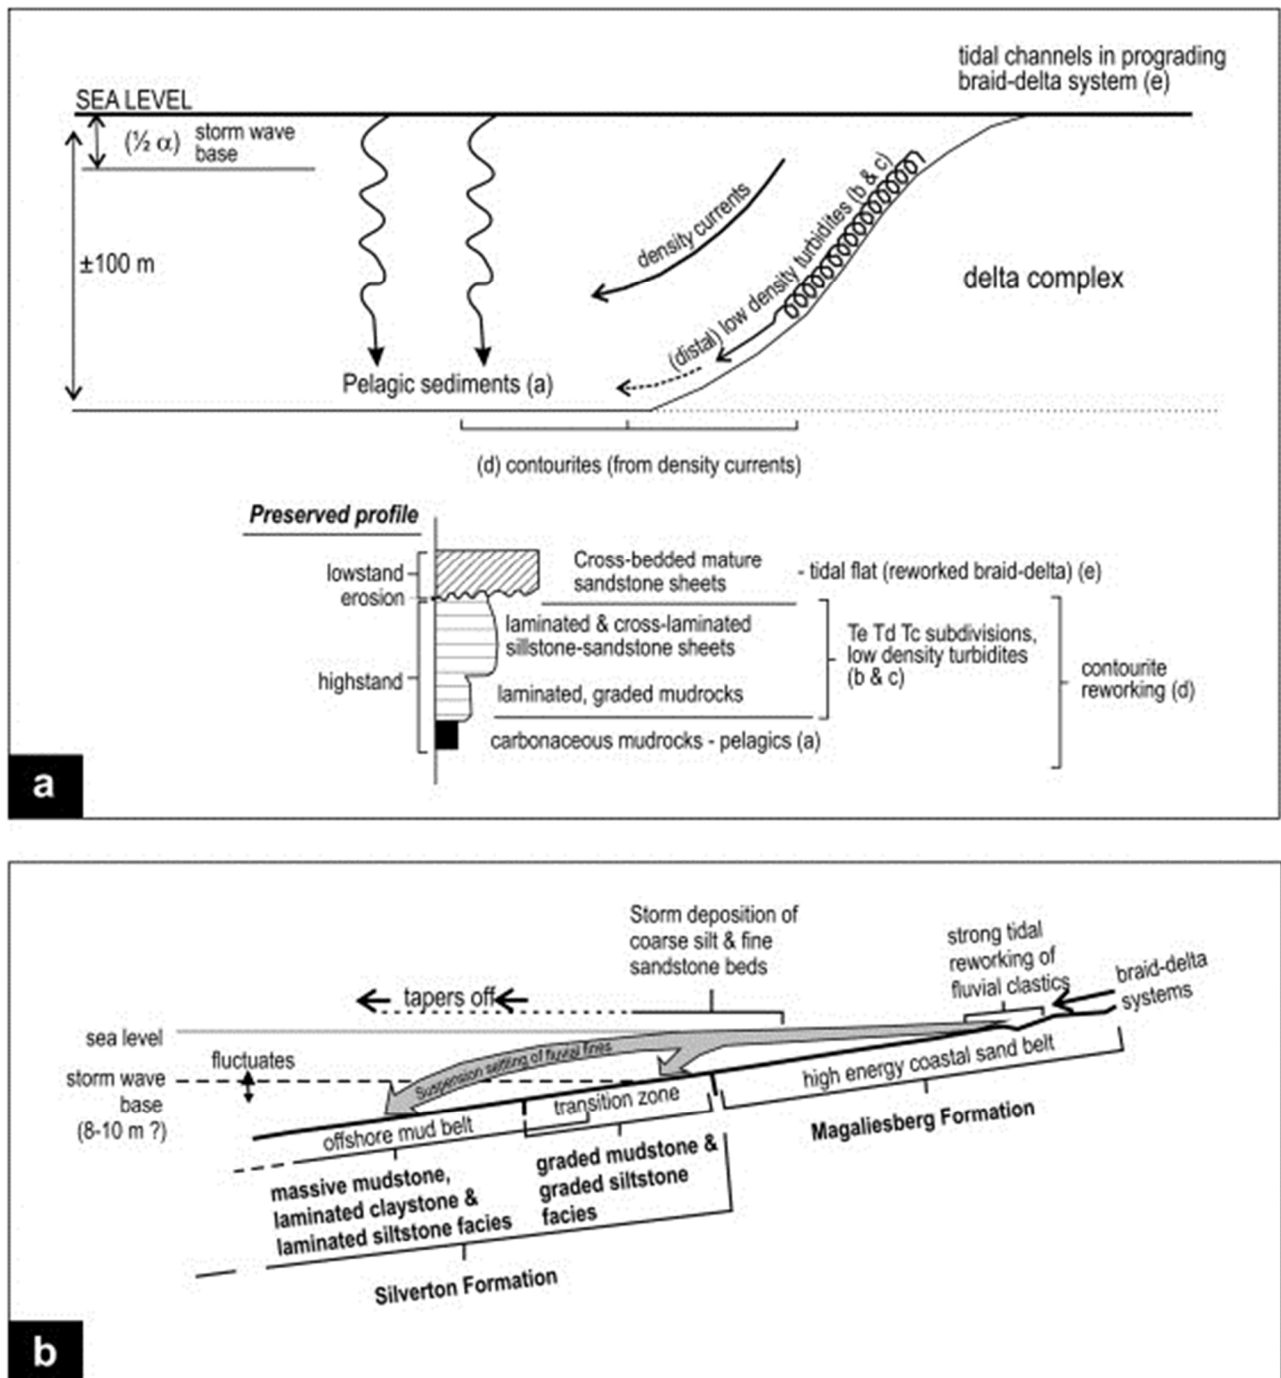 tidal channels in prograding
braid-delta system (e)
SEA LEVEL
(½ α) storm wave
base
±100 m
density currents
(distal) low density turbidites (b & c)
delta complex
Pelagic sediments (a)
(d) contourites (from density currents)
Preserved profile
lowstand
erosion
highstand
Cross-bedded mature
sandstone sheets
- tidal flat (reworked braid-delta) (e)
laminated & cross-laminated
sillstone-sandstone sheets
laminated, graded mudrocks
carbonaceous mudrocks - pelagics (a)
Te Td Tc subdivisions,
low density turbidites
(b & c)
contourite
reworking (d)
a
Storm deposition of
coarse silt & fine
sandstone beds
strong tidal
reworking of
fluvial clastics
braid-delta
systems
tapers off
sea level
fluctuates
storm wave
base
(8-10 m ?)
Suspension settling of fluvial fines
offshore mud belt
transition zone
high energy coastal sand belt
Magaliesberg Formation
massive mudstone,
laminated claystone &
laminated siltstone facies
graded mudstone &
graded siltstone
facies
Silverton Formation
b